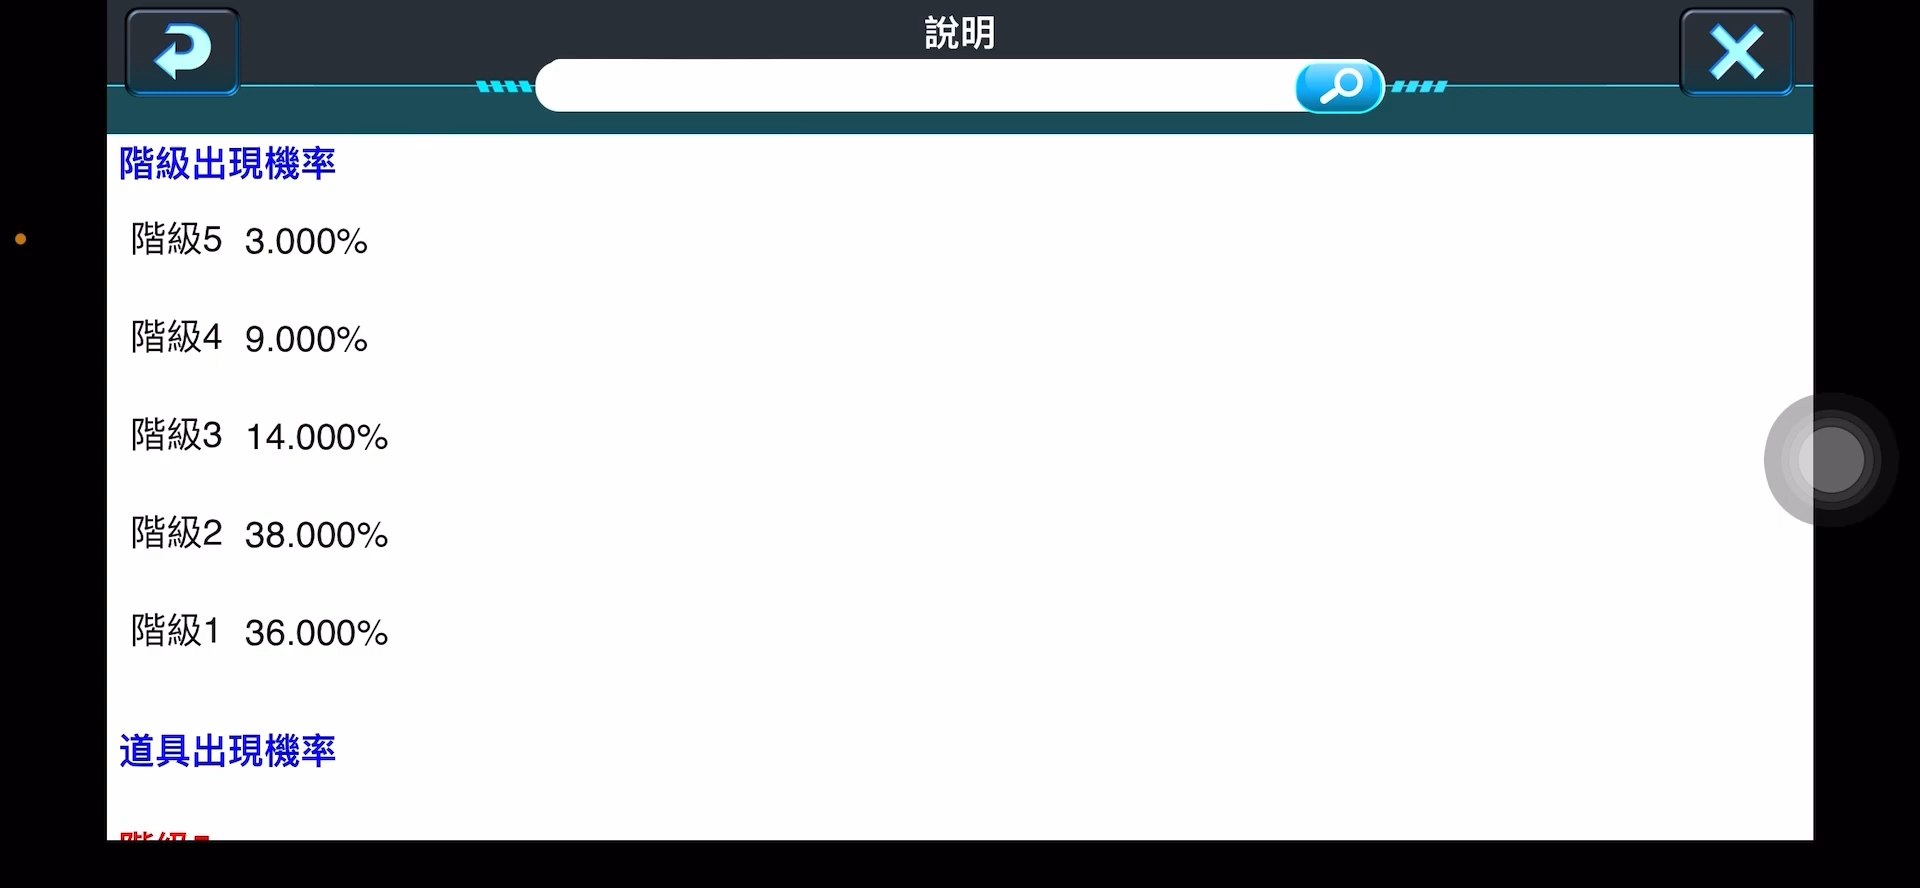 說明
階級出現機率
階級5 3.000%
階級4 9.000%
階級3 14.000%
階級2 38.000%
階級1 36.000%
道具出現機率